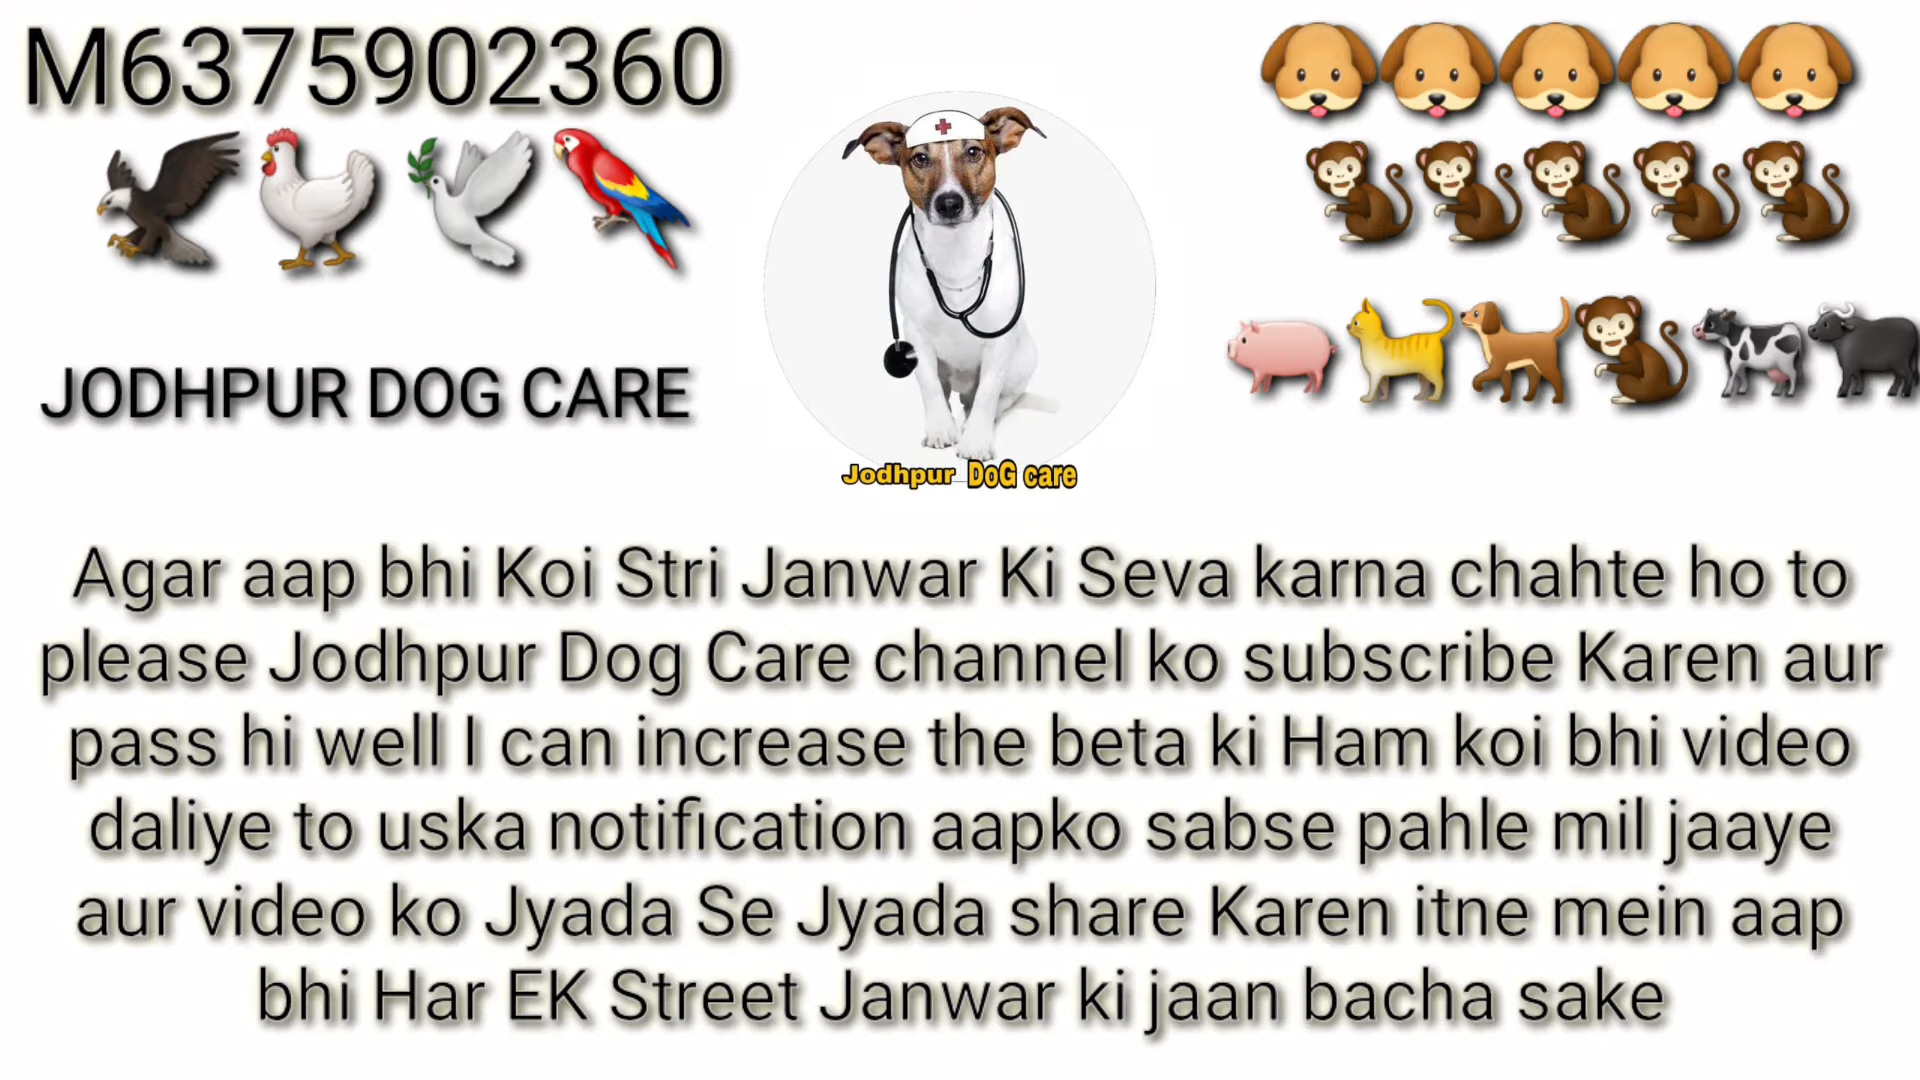 M6375902360
JODHPUR DOG CARE
Jodhpur DoG care
Agar aap bhi Koi Stri Janwar Ki Seva karna chahte ho to
please Jodhpur Dog Care channel ko subscribe Karen aur
pass hi well I can increase the beta ki Ham koi bhi video
daliye to uska notification aapko sabse pahle mil jaaye
aur video ko Jyada Se Jyada share Karen itne mein aap
bhi Har EK Street Janwar ki jaan bacha sake